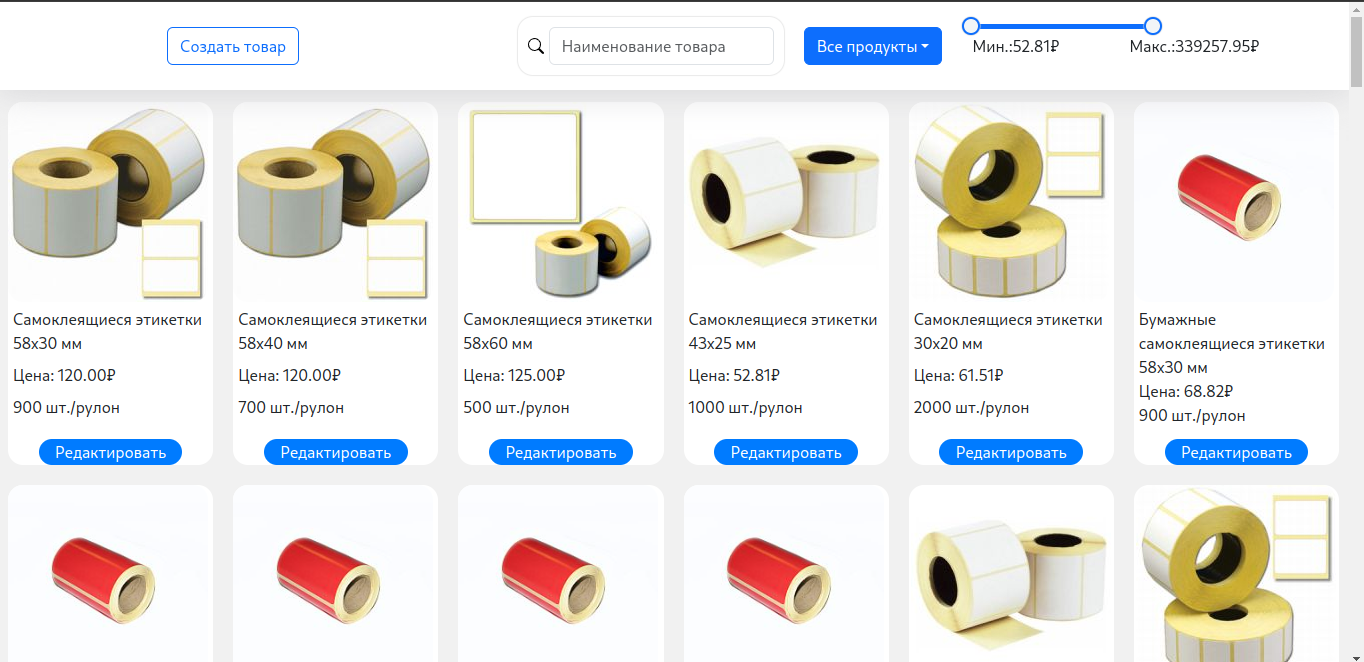 Создать товар
Наименование товара
Все продукты
Мин.:52.81₽
Макс.:339257.95₽
Самоклеящиеся этикетки
58x30 мм
Цена: 120.00₽
900 шт./рулон
Редактировать
Самоклеящиеся этикетки
58x40 мм
Цена: 120.00₽
700 шт./рулон
Редактировать
Самоклеящиеся этикетки
58x60 мм
Цена: 125.00₽
500 шт./рулон
Редактировать
Самоклеящиеся этикетки
43x25 мм
Цена: 52.81₽
1000 шт./рулон
Редактировать
Самоклеящиеся этикетки
30x20 мм
Цена: 61.51₽
2000 шт./рулон
Редактировать
Бумажные
самоклеящиеся этикетки
58x30 мм
Цена: 68.82₽
900 шт./рулон
Редактировать